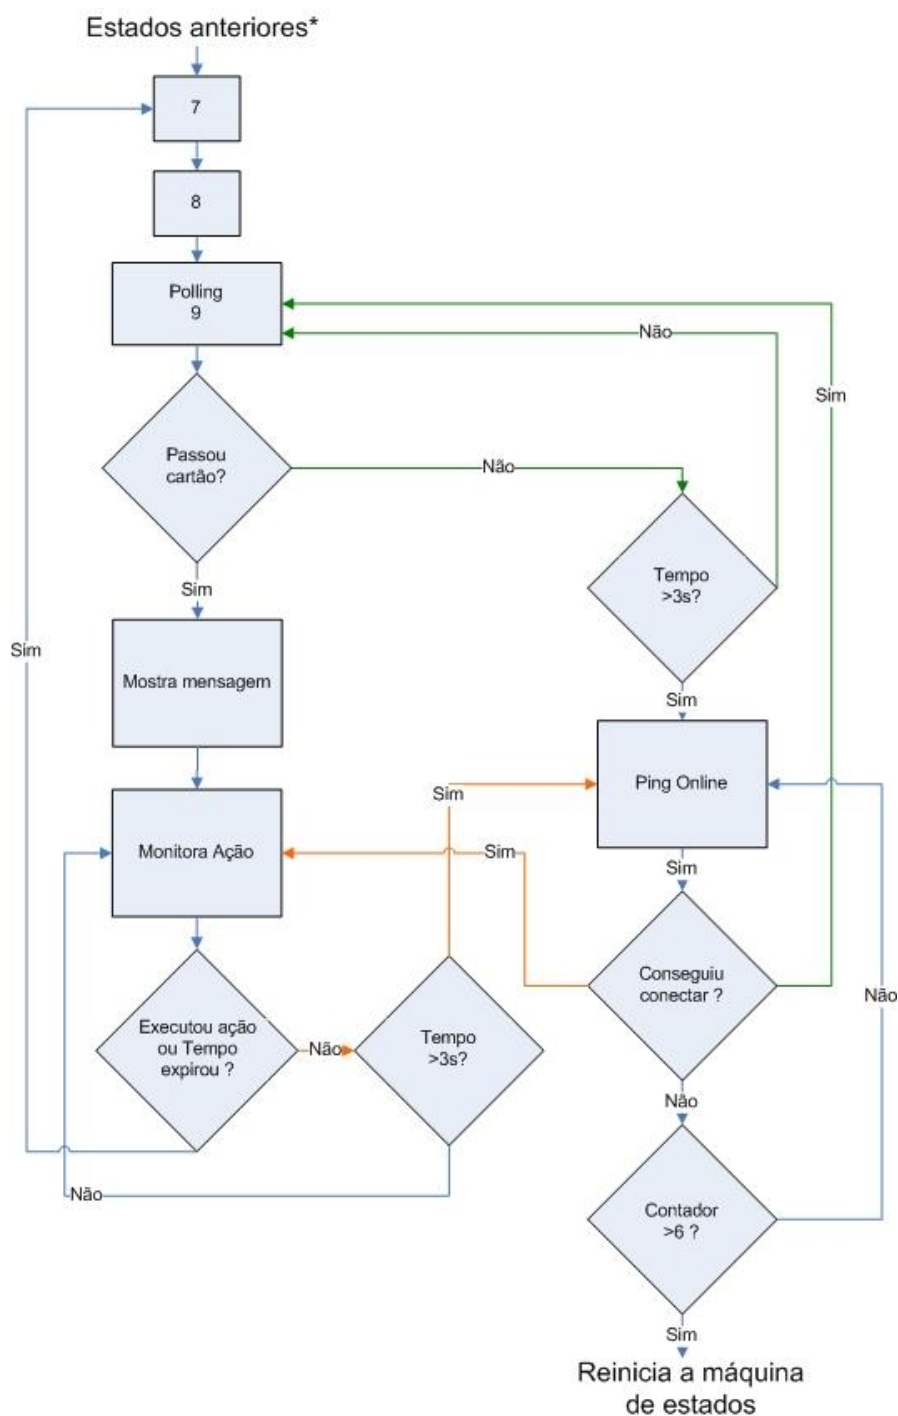 Estados anteriores*
7
8
Polling
9
Não
Sim
Passou
cartão?
Não
Sim
Tempo
>3s?
Sim
Mostra mensagem
Sim
Ping Online
Sim
Monitora Ação
Sim
Sim
Conseguiu
conectar ?
Não
Executou ação
ou Tempo
expirou ?
Não
Tempo
>3s?
Não
Não
Contador
>6 ?
Sim
Reinicia a máquina
de estados